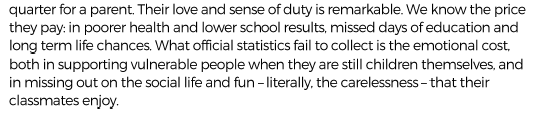 quarter for a parent. Their love and sense of duty is remarkable. We know the price
they pay: in poorer health and lower school results, missed days of education and
long term life chances. What official statistics fail to collect is the emotional cost,
both in supporting vulnerable people when they are still children themselves, and
in missing out on the social life and fun – literally, the carelessness – that their
classmates enjoy.